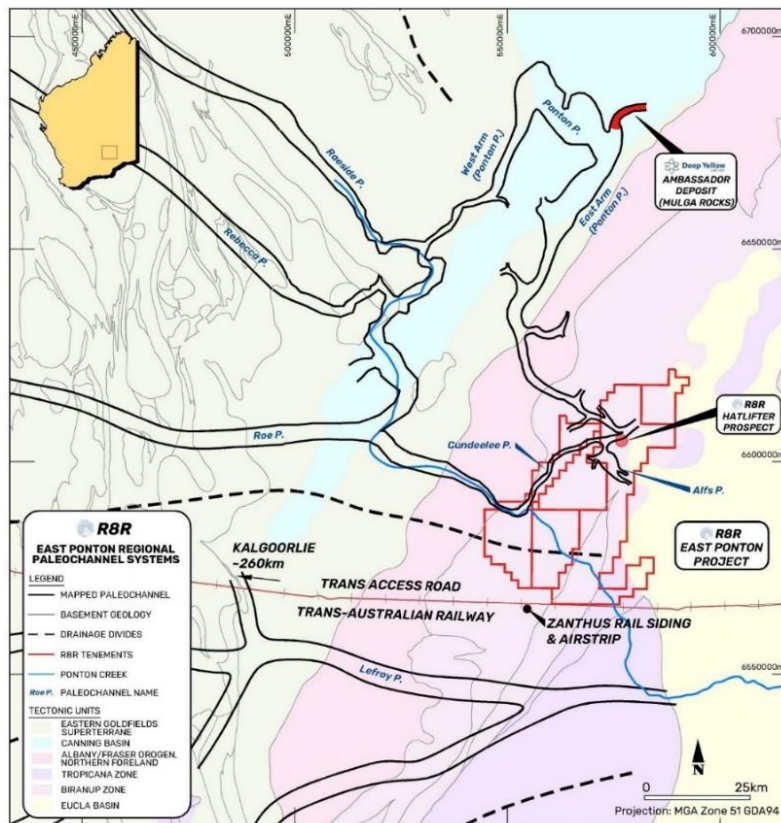 450000mE
500000mE
550000mE
600000mE
6700000mN
6650000mN
6600000mN
6550000mN
Raeside P.
Rebecca P.
West Arm
(Ponton P.)
Ponton P.
East Arm
(Ponton P.)
Deep Yellow
AMBASSADOR
DEPOSIT
(MULGA ROCKS)
R8R
HATLIFTER
PROSPECT
Roe P.
Cundeelee P.
Alfs P.
R8R
EAST PONTON
PROJECT
KALGOORLIE
~260km
TRANS ACCESS ROAD
TRANS-AUSTRALIAN RAILWAY
ZANTHUS RAIL SIDING
& AIRSTRIP
Lefroy P.
R8R
EAST PONTON REGIONAL
PALEOCHANNEL SYSTEMS
LEGEND
MAPPED PALEOCHANNEL
BASEMENT GEOLOGY
DRAINAGE DIVIDES
R8R TENEMENTS
PONTON CREEK
Roe P. PALEOCHANNEL NAME
TECTONIC UNITS
EASTERN GOLDFIELDS
SUPERTERRANE
CANNING BASIN
ALBANY/FRASER OROGEN,
NORTHERN FORELAND
TROPICANA ZONE
BIRANUP ZONE
EUCLA BASIN
N
0 25km
Projection: MGA Zone 51 GDA94